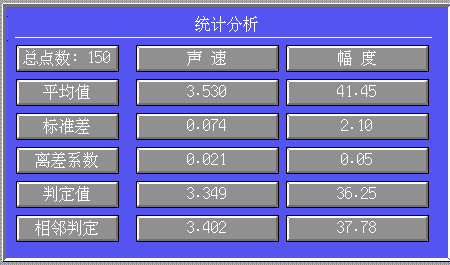 统计分析
总点数: 150 声 速 幅 度
平均值 3.530 41.45
标准差 0.074 2.10
离差系数 0.021 0.05
判定值 3.349 36.25
相邻判定 3.402 37.78